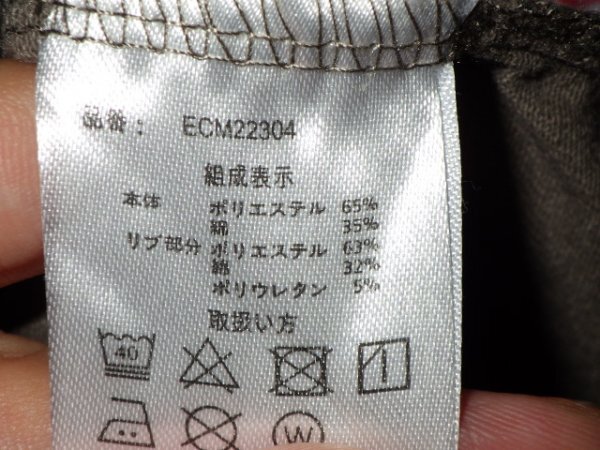 品番： ECM22304
組成表示
本体 ポリエステル 65%
綿 35%
リブ部分 ポリエステル 63%
綿 32%
ポリウレタン 5%
取扱い方
40
W